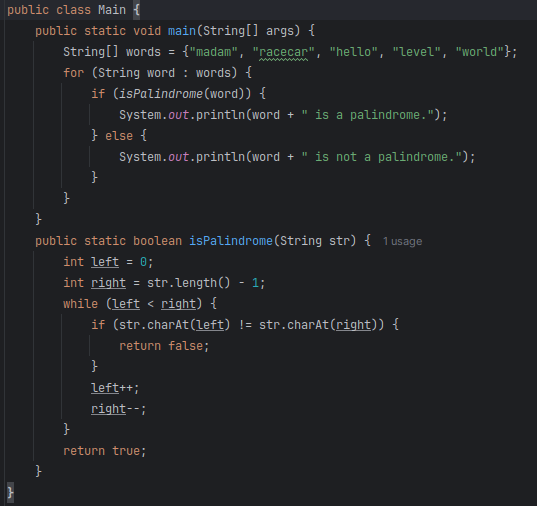 public class Main {
    public static void main(String[] args) {
        String[] words = {"madam", "racecar", "hello", "level", "world"};
        for (String word : words) {
            if (isPalindrome(word)) {
                System.out.println(word + " is a palindrome.");
            } else {
                System.out.println(word + " is not a palindrome.");
            }
        }
    }
    public static boolean isPalindrome(String str) {  1 usage
        int left = 0;
        int right = str.length() - 1;
        while (left < right) {
            if (str.charAt(left) != str.charAt(right)) {
                return false;
            }
            left++;
            right--;
        }
        return true;
    }
}